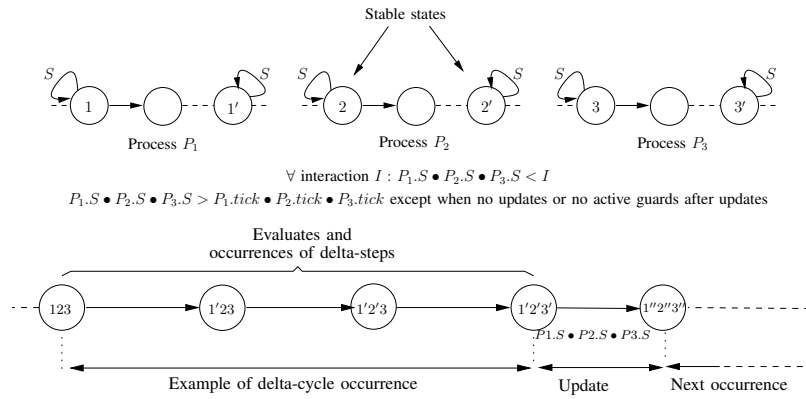 Stable states
S S S S S S
1 1′ 2 2′ 3 3′
Process P₁ Process P₂ Process P₃
∀ interaction I : P₁.S • P₂.S • P₃.S < I
P₁.S • P₂.S • P₃.S > P₁.tick • P₂.tick • P₃.tick except when no updates or no active guards after updates
Evaluates and
occurrences of delta-steps
123 1′23 1′2′3 1′2′3′ 1″2″3″
P1.S • P2.S • P3.S
Example of delta-cycle occurrence Update Next occurrence